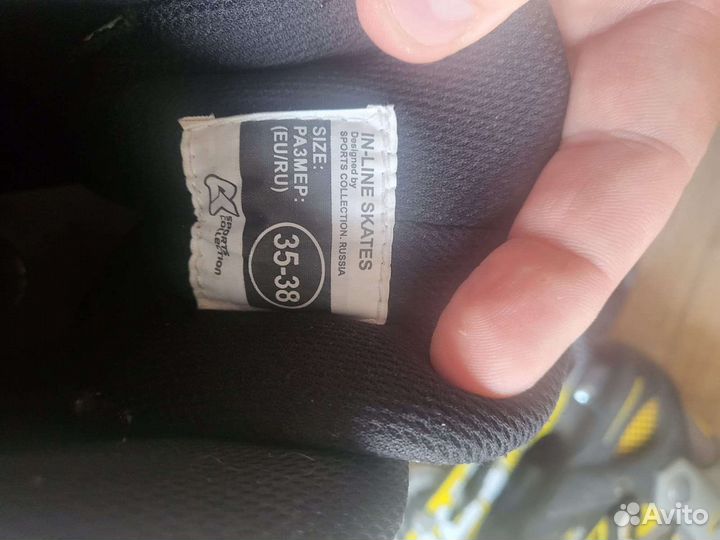 IN-LINE SKATES
Designed by
SPORTS COLLECTION. RUSSIA
SIZE:
РАЗМЕР:
(EU/RU)
35-38
SPORTS
COLLECTION
Avito